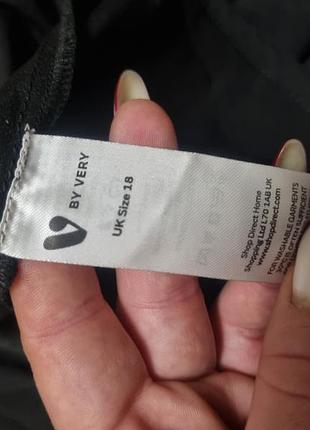 V
BY VERY
UK Size 18
Shop Direct Home
Shopping Ltd L70 1AB UK
www.shopdirect.com
FOR WASHABLE GARMENTS